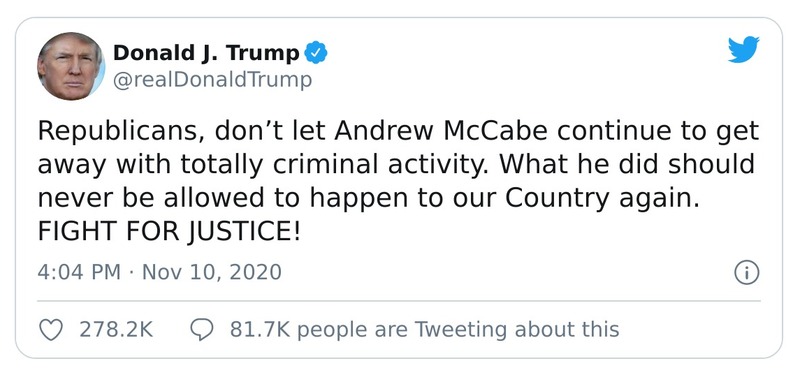 Donald J. Trump
@realDonaldTrump
Republicans, don’t let Andrew McCabe continue to get
away with totally criminal activity. What he did should
never be allowed to happen to our Country again.
FIGHT FOR JUSTICE!
4:04 PM · Nov 10, 2020
278.2K 81.7K people are Tweeting about this